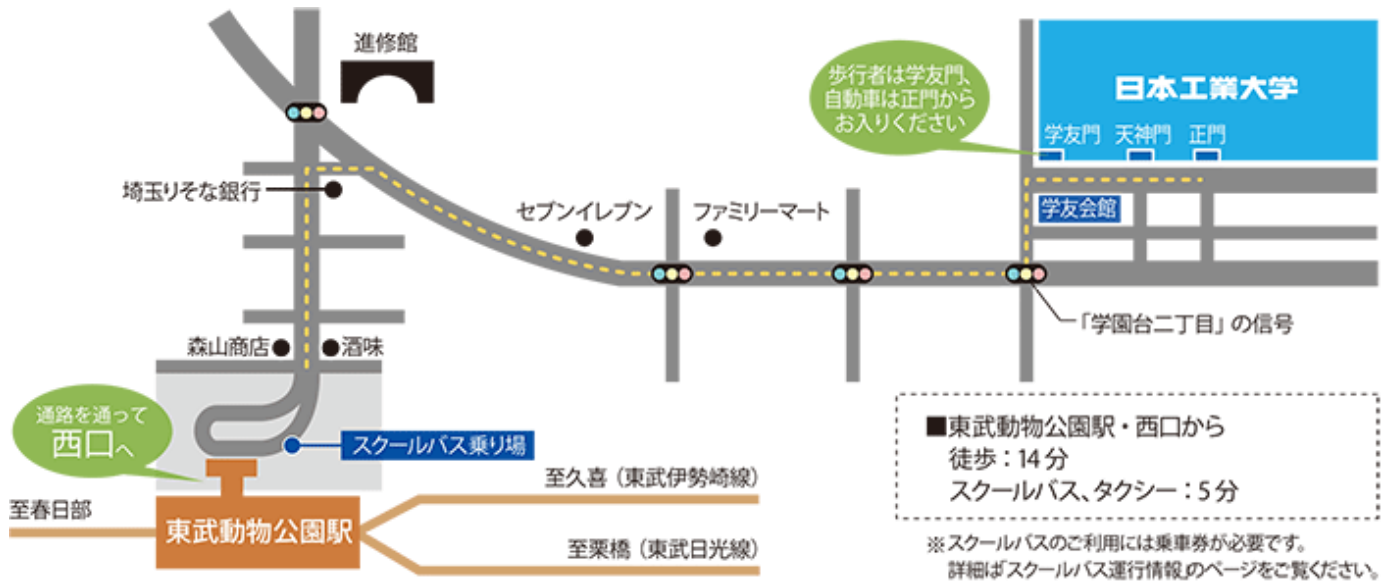 進修館
歩行者は学友門、
自動車は正門から
お入りください
日本工業大学
学友門 天神門 正門
埼玉りそな銀行
セブンイレブン
ファミリーマート
学友会館
「学園台二丁目」の信号
森山商店
酒味
通路を通って
西口へ
スクールバス乗り場
至久喜（東武伊勢崎線）
至春日部
東武動物公園駅
至栗橋（東武日光線）
■東武動物公園駅・西口から
徒歩：14分
スクールバス、タクシー：5分
※スクールバスのご利用には乗車券が必要です。
詳細は「スクールバス運行情報」のページをご覧ください。